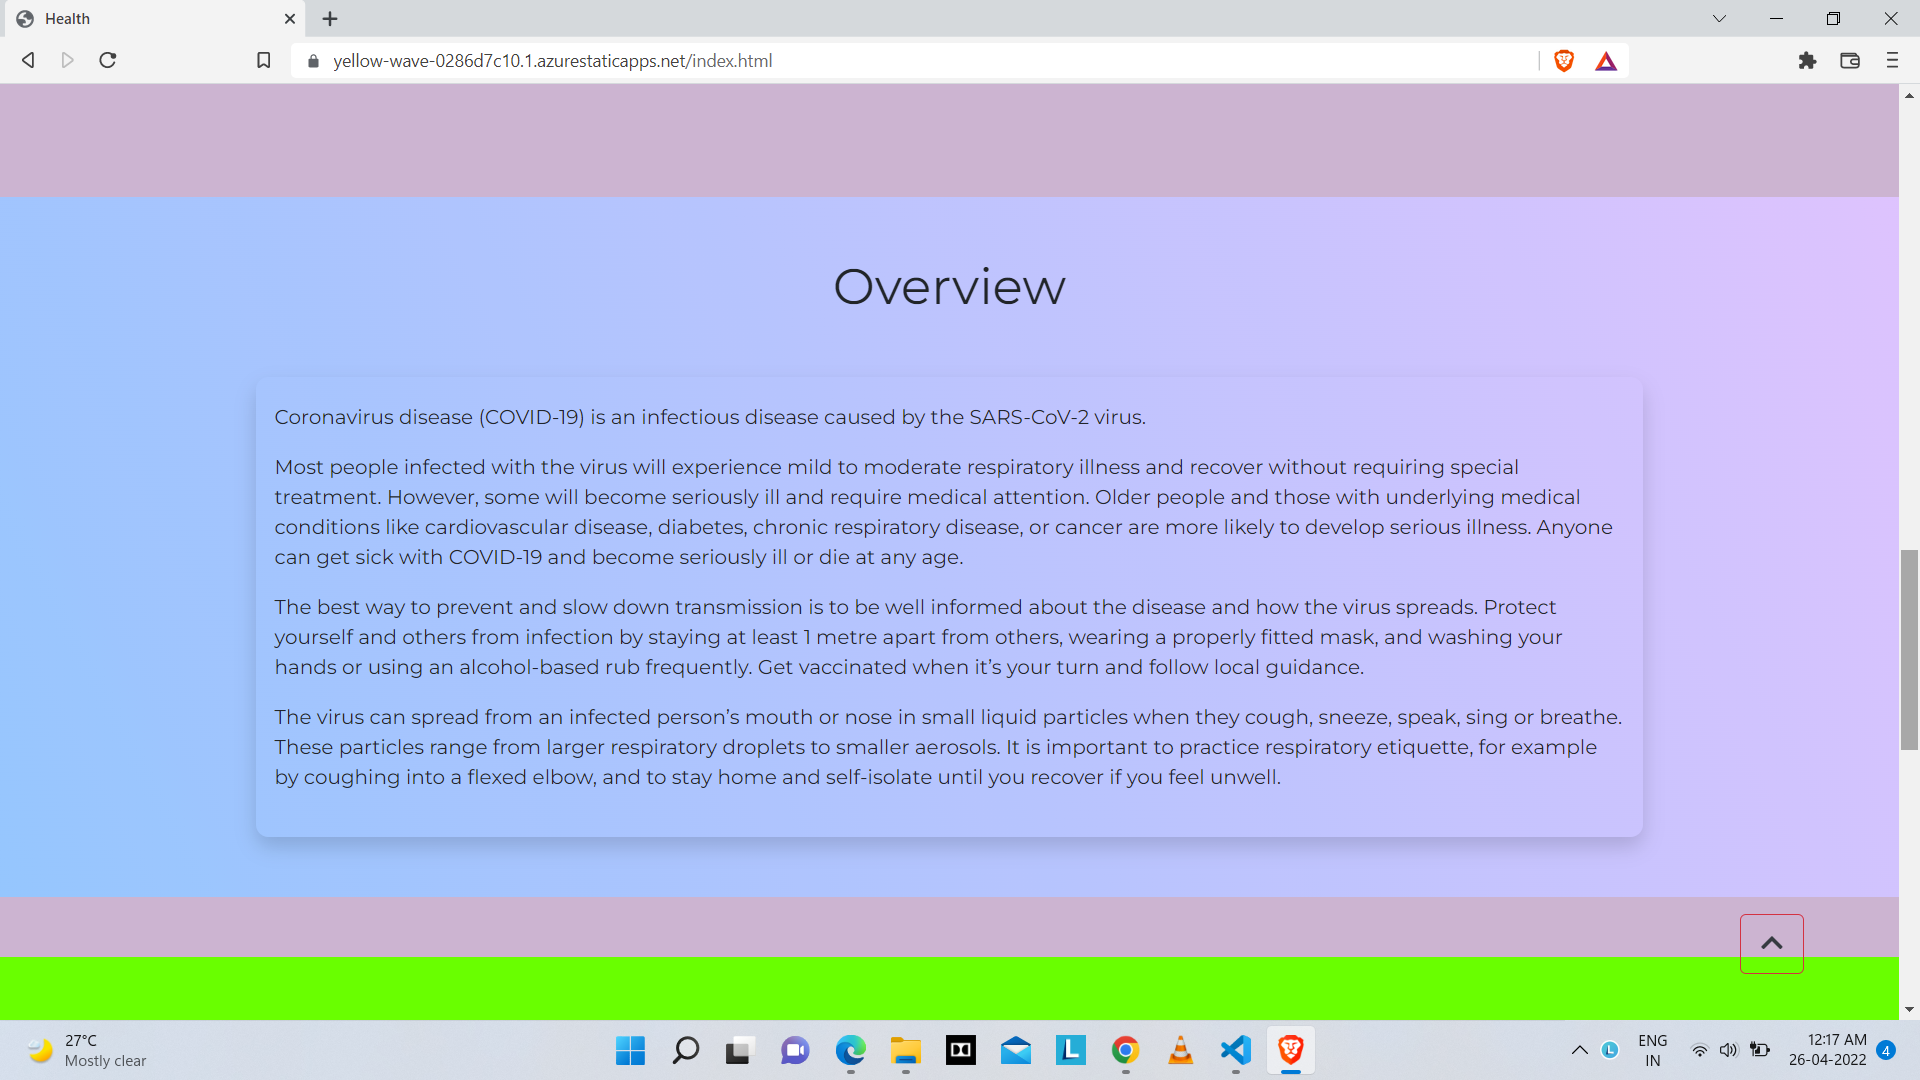 Health
yellow-wave-0286d7c10.1.azurestaticapps.net/index.html
Overview
Coronavirus disease (COVID-19) is an infectious disease caused by the SARS-CoV-2 virus.
Most people infected with the virus will experience mild to moderate respiratory illness and recover without requiring special
treatment. However, some will become seriously ill and require medical attention. Older people and those with underlying medical
conditions like cardiovascular disease, diabetes, chronic respiratory disease, or cancer are more likely to develop serious illness. Anyone
can get sick with COVID-19 and become seriously ill or die at any age.
The best way to prevent and slow down transmission is to be well informed about the disease and how the virus spreads. Protect
yourself and others from infection by staying at least 1 metre apart from others, wearing a properly fitted mask, and washing your
hands or using an alcohol-based rub frequently. Get vaccinated when it’s your turn and follow local guidance.
The virus can spread from an infected person’s mouth or nose in small liquid particles when they cough, sneeze, speak, sing or breathe.
These particles range from larger respiratory droplets to smaller aerosols. It is important to practice respiratory etiquette, for example
by coughing into a flexed elbow, and to stay home and self-isolate until you recover if you feel unwell.
27°C
Mostly clear
L
L
ENG
IN
12:17 AM
26-04-2022
4